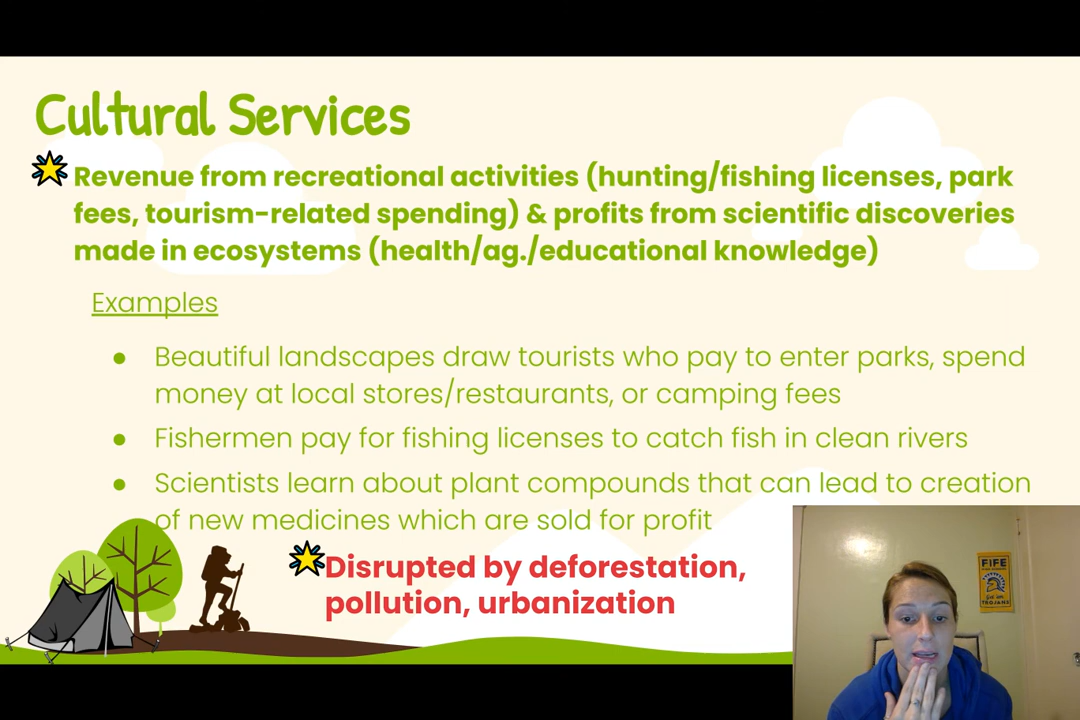 Cultural Services
Revenue from recreational activities (hunting/fishing licenses, park
fees, tourism-related spending) & profits from scientific discoveries
made in ecosystems (health/ag./educational knowledge)
Examples
● Beautiful landscapes draw tourists who pay to enter parks, spend
money at local stores/restaurants, or camping fees
● Fishermen pay for fishing licenses to catch fish in clean rivers
● Scientists learn about plant compounds that can lead to creation
of new medicines which are sold for profit
Disrupted by deforestation,
pollution, urbanization
FIFE
TROJANS